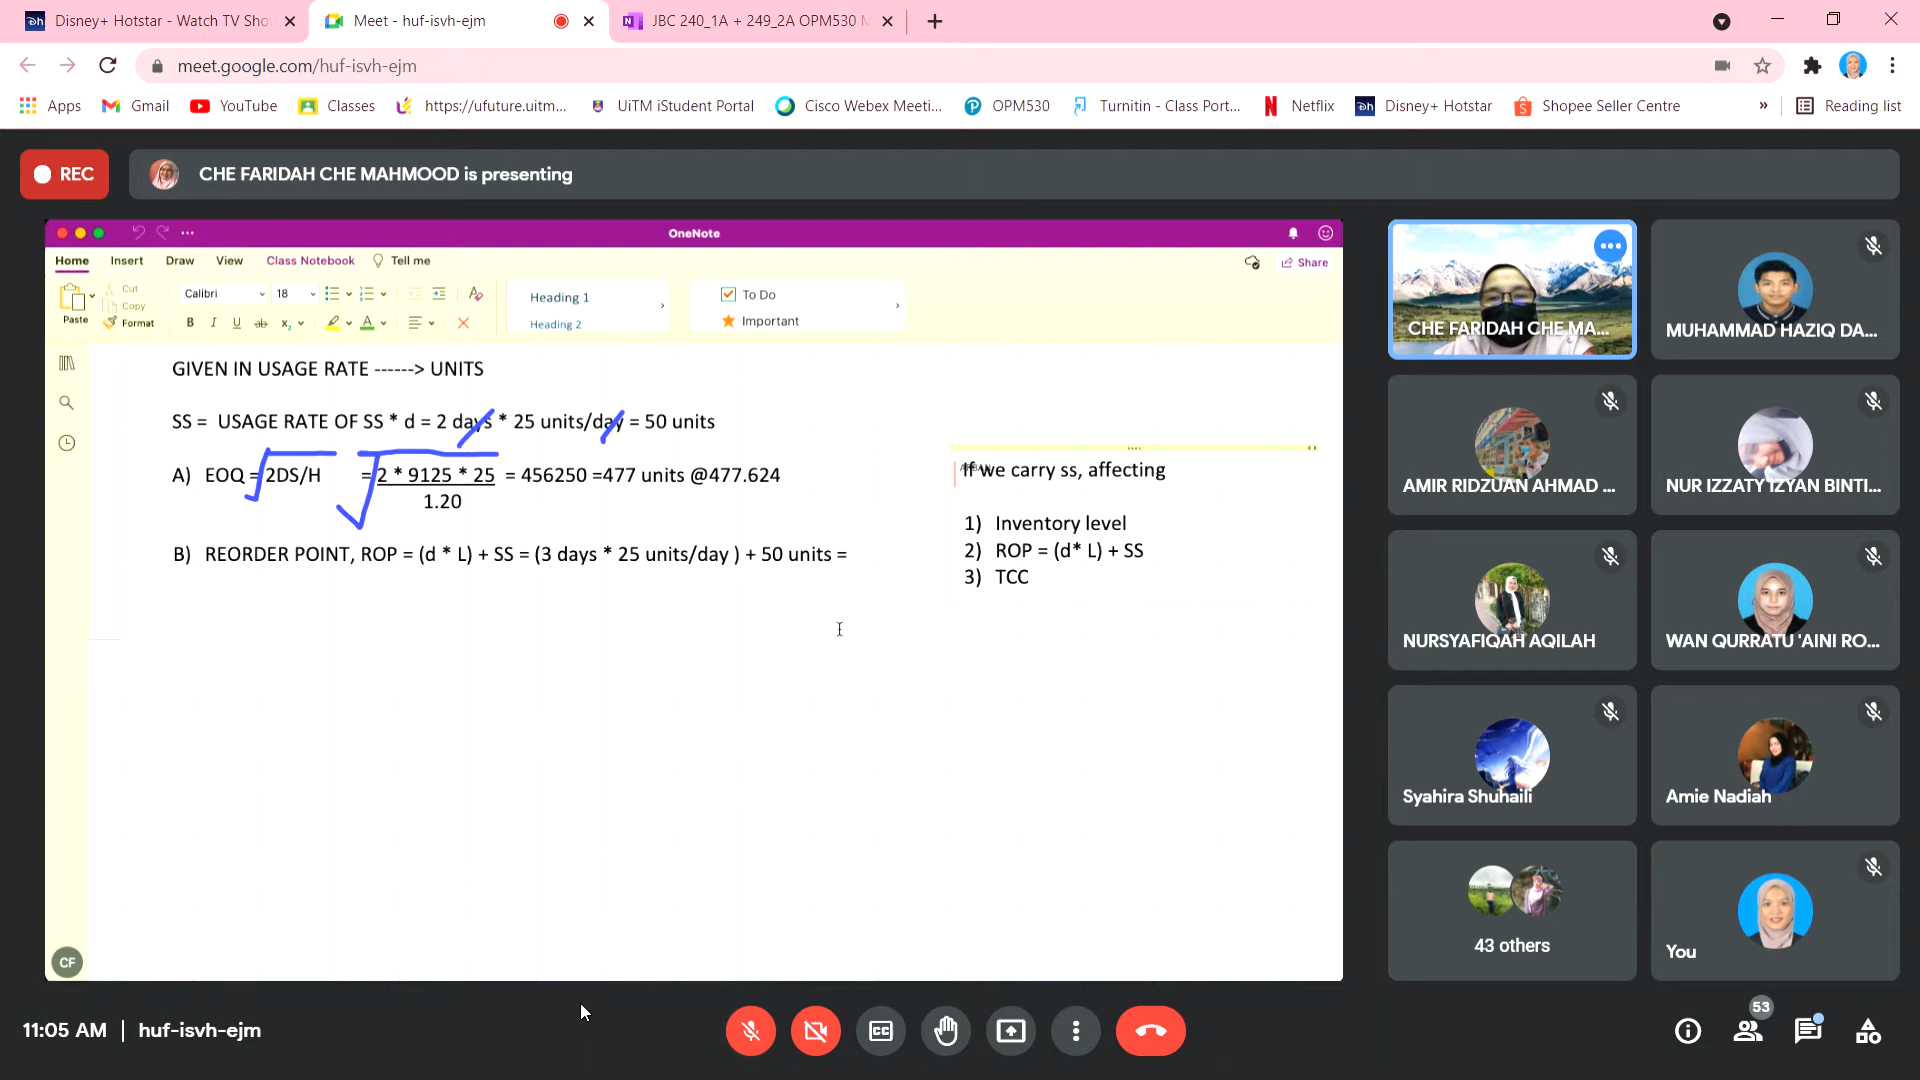 Disney+ Hotstar - Watch TV Sho
Meet - huf-isvh-ejm
JBC 240_1A + 249_2A OPM530 M
meet.google.com/huf-isvh-ejm
Apps
Gmail
YouTube
Classes
https://ufuture.uitm...
UiTM iStudent Portal
Cisco Webex Meeti...
OPM530
Turnitin - Class Port...
Netflix
Disney+ Hotstar
Shopee Seller Centre
»
Reading list
REC
CHE FARIDAH CHE MAHMOOD is presenting
OneNote
Home
Insert
Draw
View
Class Notebook
Tell me
Share
Paste
Cut
Copy
Format
Calibri
18
B I U ab x₂
A
Heading 1
Heading 2
To Do
Important
GIVEN IN USAGE RATE ------> UNITS
SS = USAGE RATE OF SS * d = 2 days * 25 units/day = 50 units
A) EOQ = √2DS/H = √2 * 9125 * 25 = 456250 =477 units @477.624
1.20
B) REORDER POINT, ROP = (d * L) + SS = (3 days * 25 units/day ) + 50 units =
If we carry ss, affecting
1) Inventory level
2) ROP = (d* L) + SS
3) TCC
CF
CHE FARIDAH CHE MA...
MUHAMMAD HAZIQ DA...
AMIR RIDZUAN AHMAD ...
NUR IZZATY IZYAN BINTI...
NURSYAFIQAH AQILAH
WAN QURRATU 'AINI RO...
Syahira Shuhaili
Amie Nadiah
43 others
You
11:05 AM | huf-isvh-ejm
CC
53